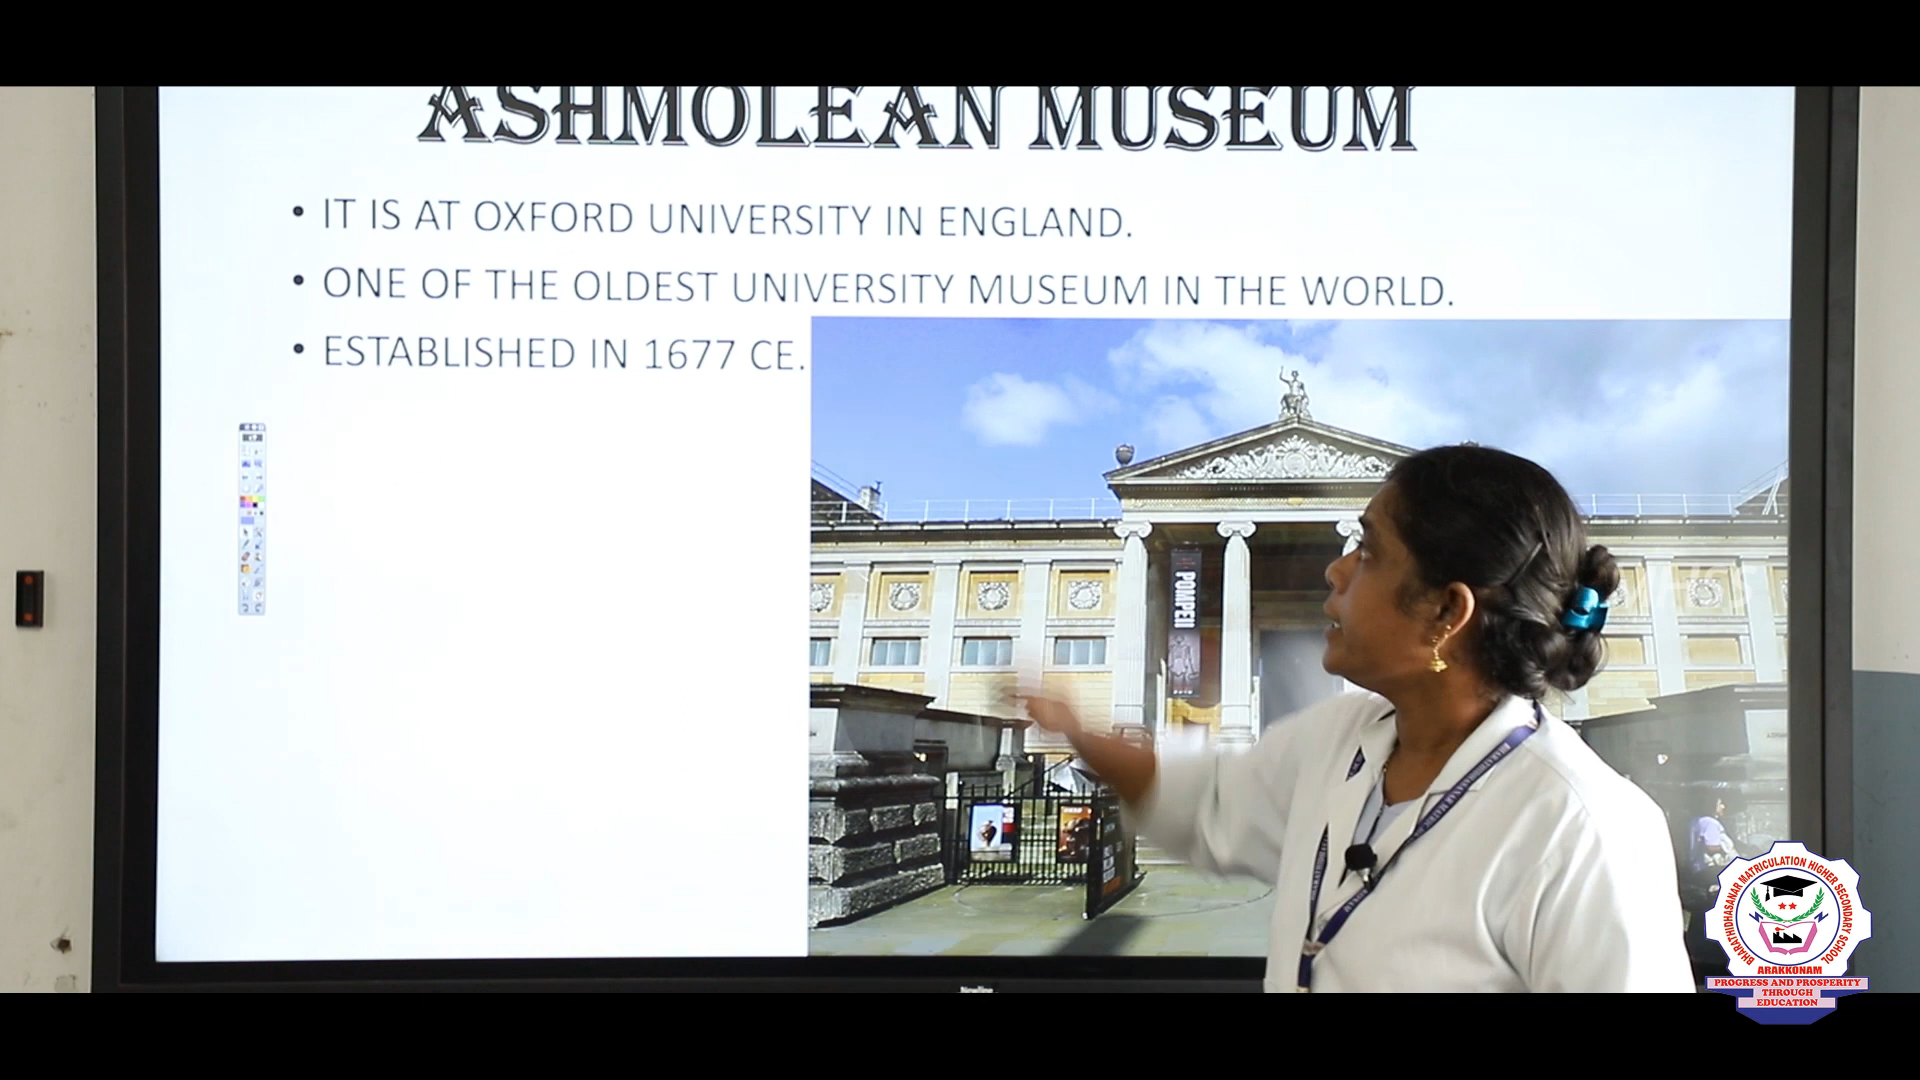 ASHMOLEAN MUSEUM
• IT IS AT OXFORD UNIVERSITY IN ENGLAND.
• ONE OF THE OLDEST UNIVERSITY MUSEUM IN THE WORLD.
• ESTABLISHED IN 1677 CE.
POMPEII
BHARATHIDHASANAR MATRICULATION HIGHER SECONDARY SCHOOL
ARAKKONAM
PROGRESS AND PROSPERITY
THROUGH
EDUCATION
Newline